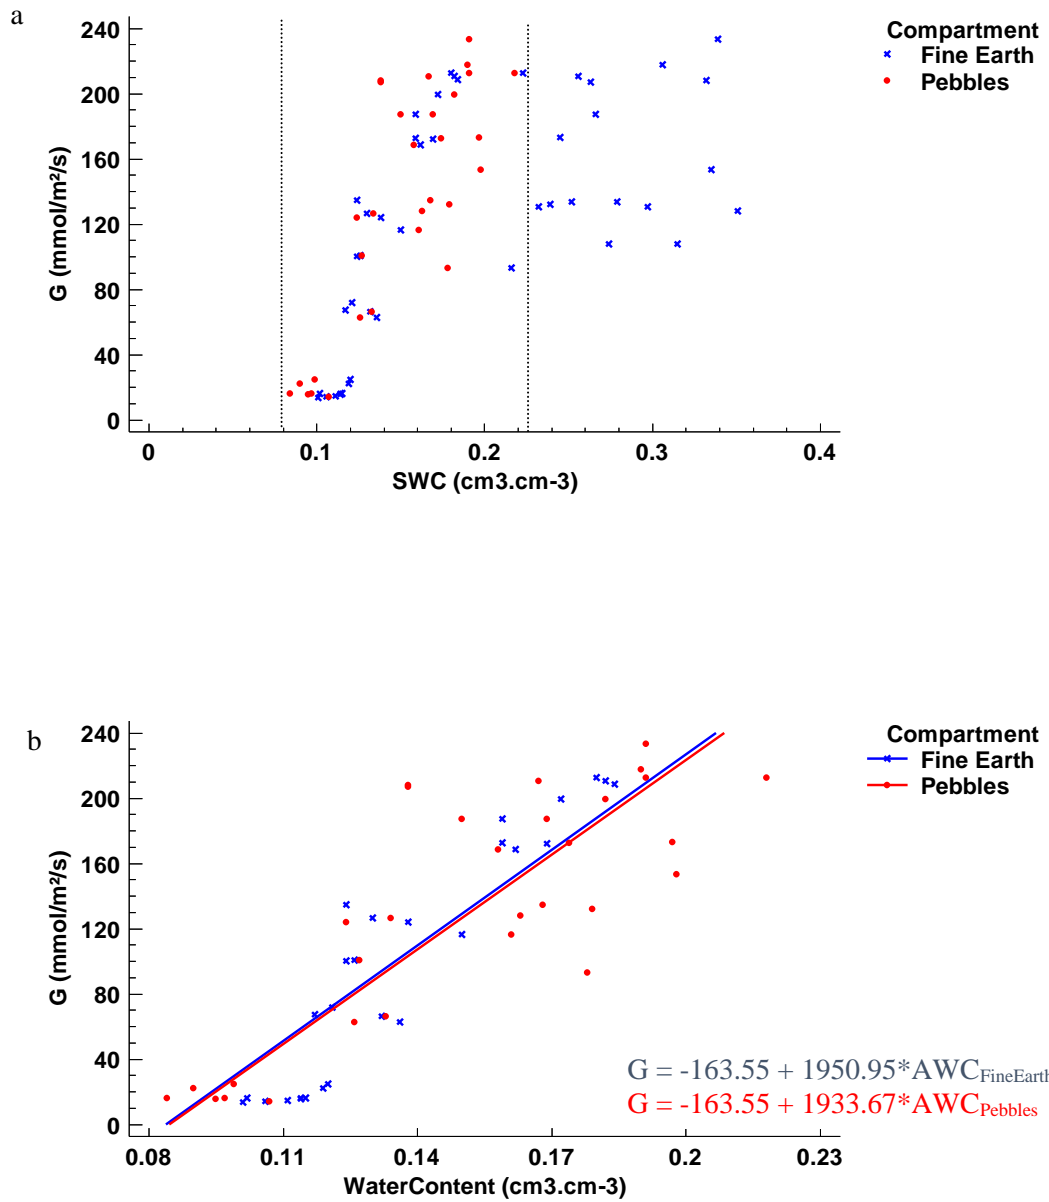 a
Compartment
Fine Earth
Pebbles
240
200
160
120
80
40
0
G (mmol/m²/s)
0 0.1 0.2 0.3 0.4
SWC (cm3.cm-3)
b
Compartment
Fine Earth
Pebbles
240
200
160
120
80
40
0
G (mmol/m²/s)
G = -163.55 + 1950.95*AWCFineEarth
G = -163.55 + 1933.67*AWCPebbles
0.08 0.11 0.14 0.17 0.2 0.23
WaterContent (cm3.cm-3)